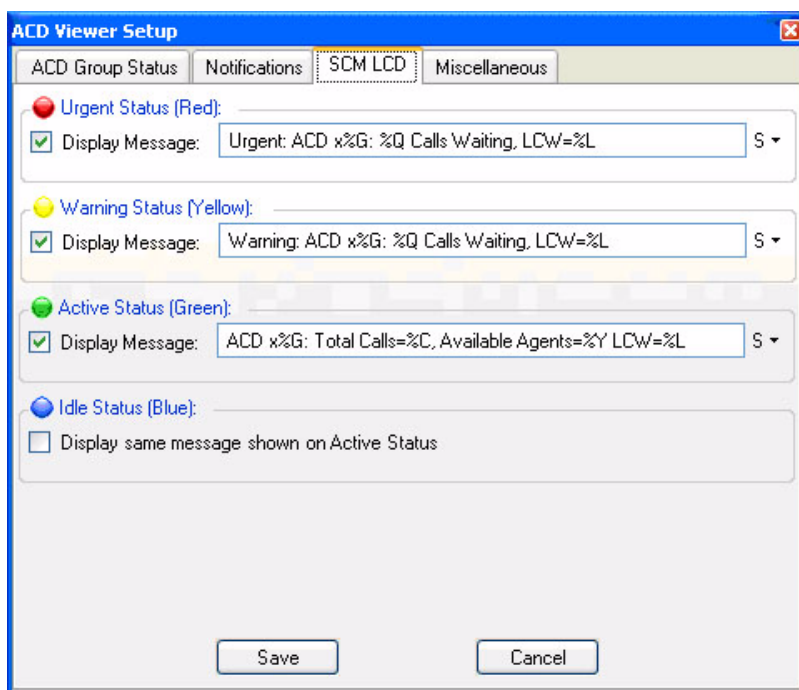 ACD Viewer Setup
ACD Group Status Notifications SCM LCD Miscellaneous
Urgent Status (Red):
Display Message: Urgent: ACD x%G: %Q Calls Waiting, LCW=%L S
Warning Status (Yellow):
Display Message: Warning: ACD x%G: %Q Calls Waiting, LCW=%L S
Active Status (Green):
Display Message: ACD x%G: Total Calls=%C, Available Agents=%Y LCW=%L S
Idle Status (Blue):
Display same message shown on Active Status
Save Cancel